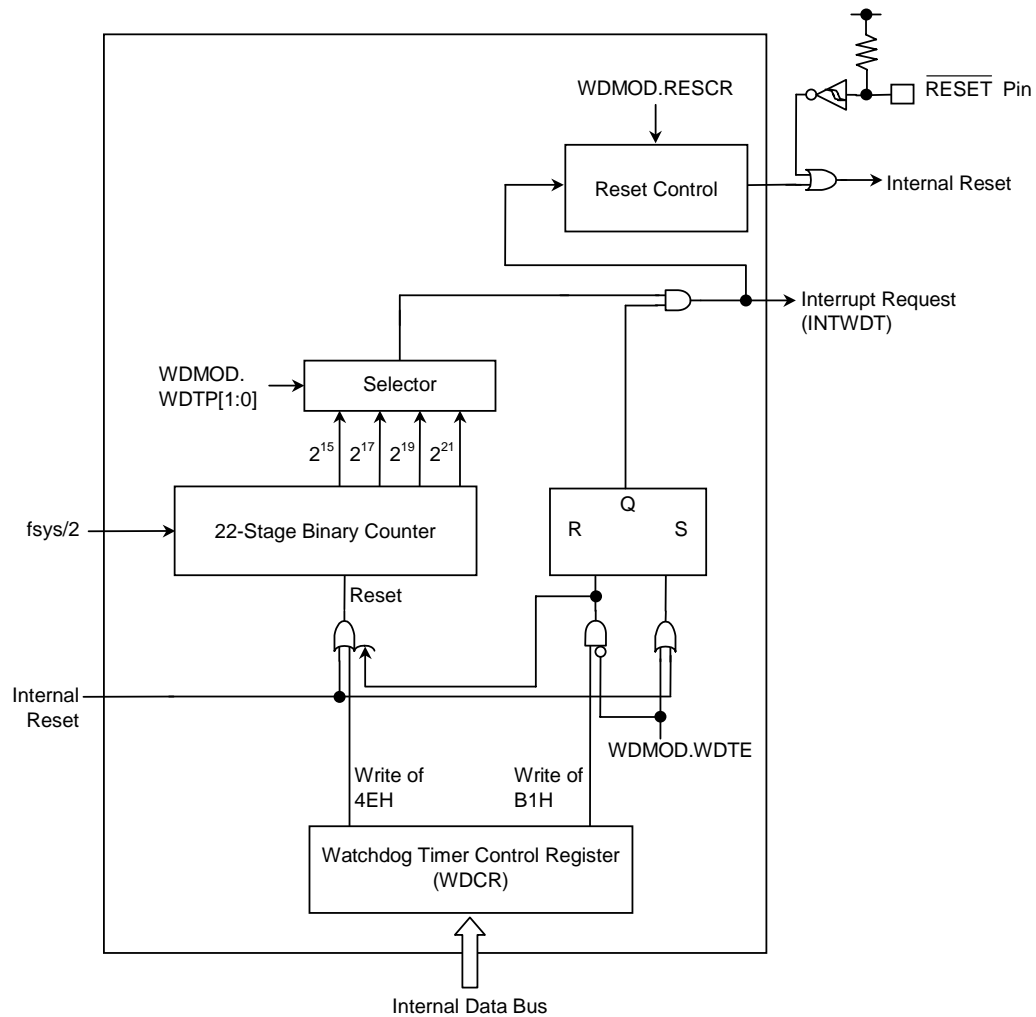 WDMOD.RESCR
RESET Pin
Reset Control
Internal Reset
Interrupt Request
(INTWDT)
WDMOD.
WDTP[1:0]
Selector
2^15 2^17 2^19 2^21
Q
R S
fsys/2
22-Stage Binary Counter
Reset
Internal
Reset
WDMOD.WDTE
Write of
4EH
Write of
B1H
Watchdog Timer Control Register
(WDCR)
Internal Data Bus